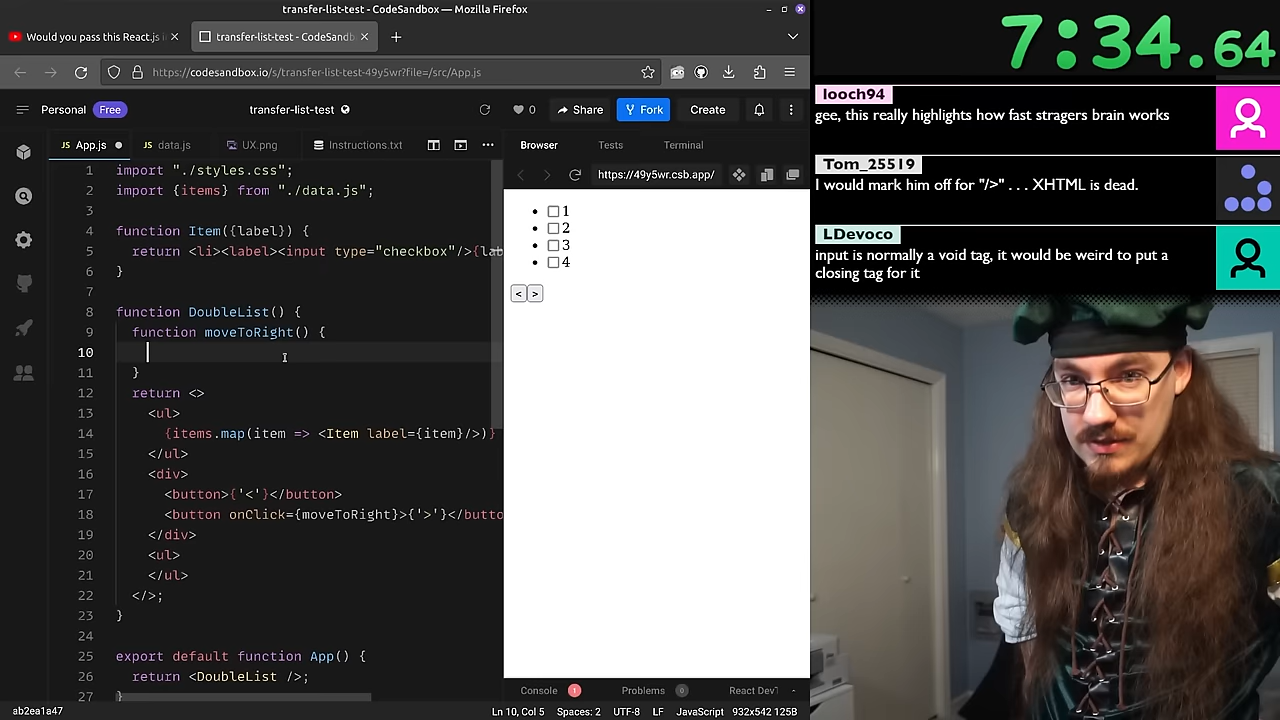 transfer-list-test — CodeSandbox — Mozilla Firefox
Would you pass this React.js i
transfer-list-test - CodeSandb
https://codesandbox.io/s/transfer-list-test-49y5wr?file=/src/App.js
Personal Free
transfer-list-test
0
Share
Fork
Create
JS App.js
JS data.js
UX.png
Instructions.txt
Browser
Tests
Terminal
https://49y5wr.csb.app/
1 import "./styles.css";
2 import {items} from "./data.js";
3
4 function Item({label}) {
5 return <li><label><input type="checkbox"/>{lab
6 }
7
8 function DoubleList() {
9 function moveToRight() {
10
11 }
12 return <>
13 <ul>
14 {items.map(item => <Item label={item}/>)}
15 </ul>
16 <div>
17 <button>{'<'}</button>
18 <button onClick={moveToRight}>{'>'}</butto
19 </div>
20 <ul>
21 </ul>
22 </>;
23 }
24
25 export default function App() {
26 return <DoubleList />;
27 }
• 1
• 2
• 3
• 4
< >
Console 1
Problems 0
React DevT
ab2ea1a47
Ln 10, Col 5
Spaces: 2
UTF-8
LF
JavaScript
932x542 125B
7:34.64
looch94
gee, this really highlights how fast stragers brain works
Tom_25519
I would mark him off for "/>" . . . XHTML is dead.
LDevoco
input is normally a void tag, it would be weird to put a
closing tag for it